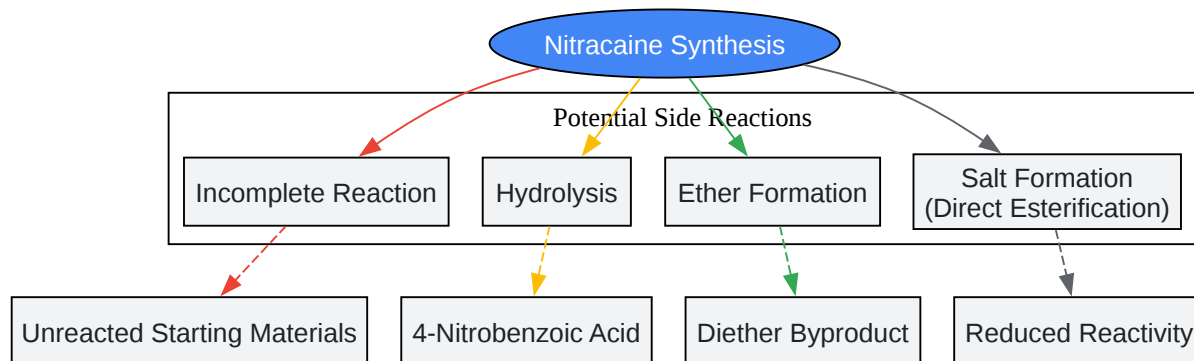 Nitracaine Synthesis
Potential Side Reactions
Incomplete Reaction
Hydrolysis
Ether Formation
Salt Formation
(Direct Esterification)
Unreacted Starting Materials
4-Nitrobenzoic Acid
Diether Byproduct
Reduced Reactivity